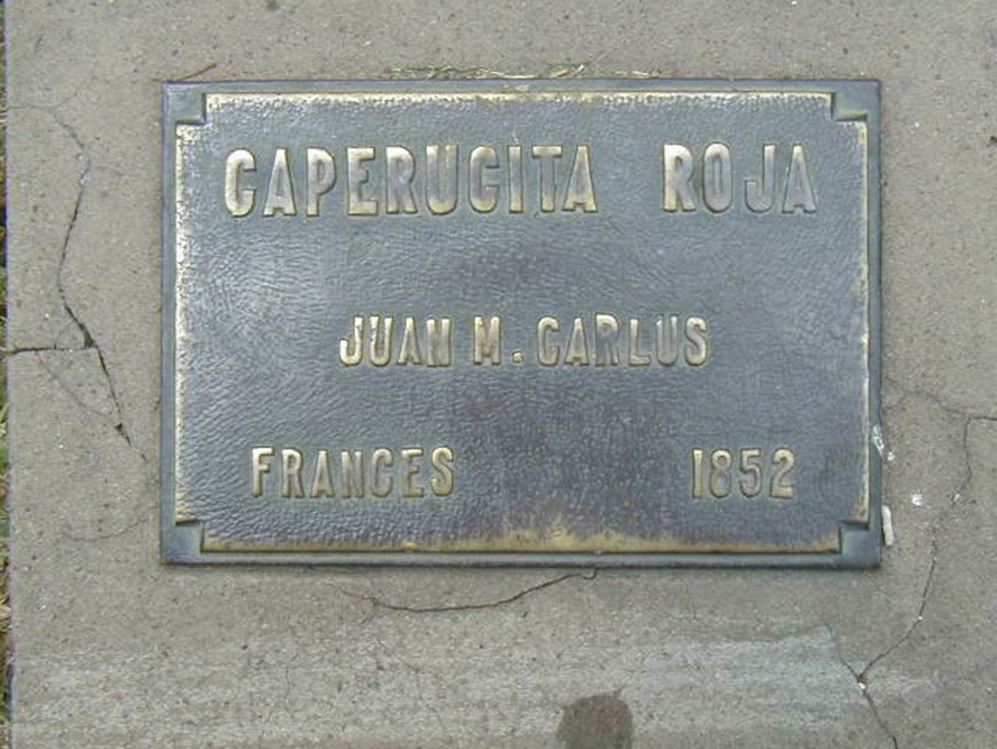 CAPERUCITA ROJA
JUAN M. CARLUS
FRANCES 1852